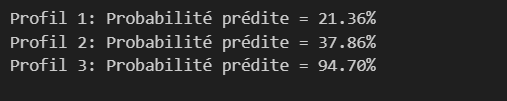 Profil 1: Probabilité prédite = 21.36%
Profil 2: Probabilité prédite = 37.86%
Profil 3: Probabilité prédite = 94.70%